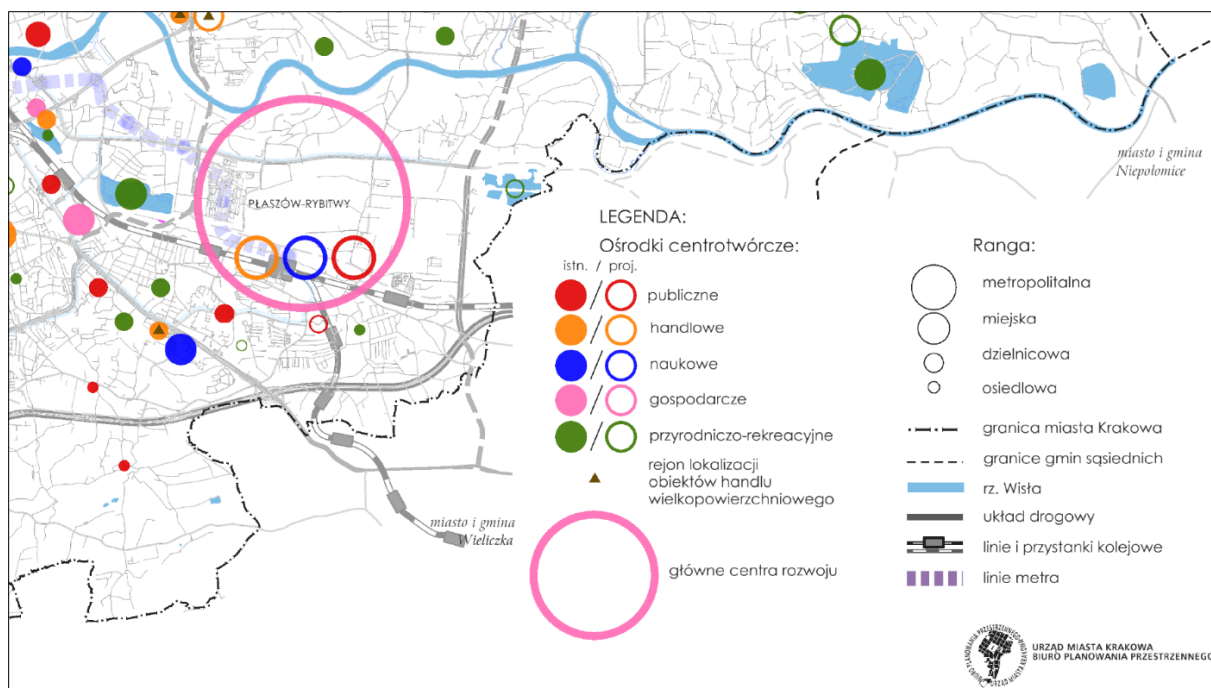 miasto i gmina
Niepołomice
PŁASZÓW-RYBITWY
miasto i gmina
Wieliczka
LEGENDA:
Ośrodki centrotwórcze:
istn. / proj.
publiczne
handlowe
naukowe
gospodarcze
przyrodniczo-rekreacyjne
rejon lokalizacji
obiektów handlu
wielkopowierzchniowego
główne centra rozwoju
Ranga:
metropolitalna
miejska
dzielnicowa
osiedlowa
granica miasta Krakowa
granice gmin sąsiednich
rz. Wisła
układ drogowy
linie i przystanki kolejowe
linie metra
URZĄD MIASTA KRAKOWA
BIURO PLANOWANIA PRZESTRZENNEGO